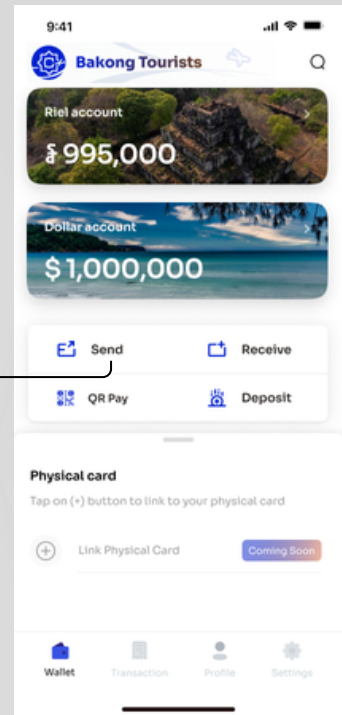 9:41
Bakong Tourists
Riel account
៛ 995,000
Dollar account
$ 1,000,000
Send
Receive
QR Pay
Deposit
Physical card
Tap on (+) button to link to your physical card
Link Physical Card
Coming Soon
Wallet
Transaction
Profile
Settings